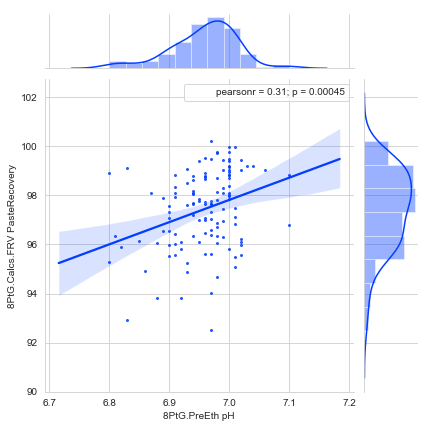 pearsonr = 0.31; p = 0.00045
102
100
98
96
94
92
90
8PtG.Calcs.FRV PasteRecovery
6.7 6.8 6.9 7.0 7.1 7.2
8PtG.PreEth pH